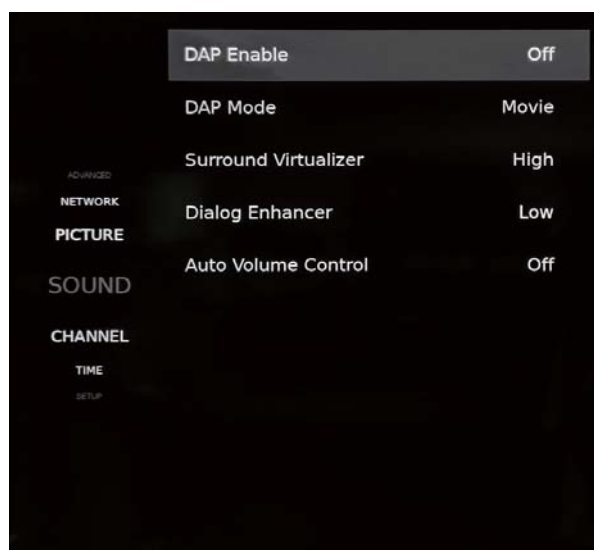 DAP Enable Off
DAP Mode Movie
Surround Virtualizer High
Dialog Enhancer Low
Auto Volume Control Off
ADVANCED
NETWORK
PICTURE
SOUND
CHANNEL
TIME
SETUP